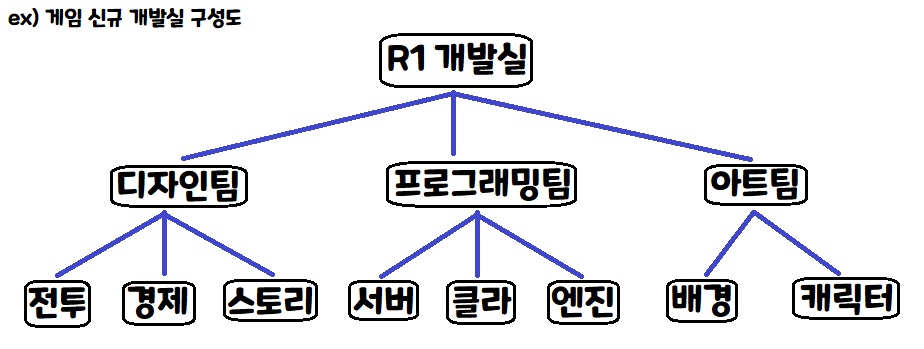 ex) 게임 신규 개발실 구성도
R1 개발실
디자인팀 프로그래밍팀 아트팀
전투 경제 스토리 서버 클라 엔진 배경 캐릭터